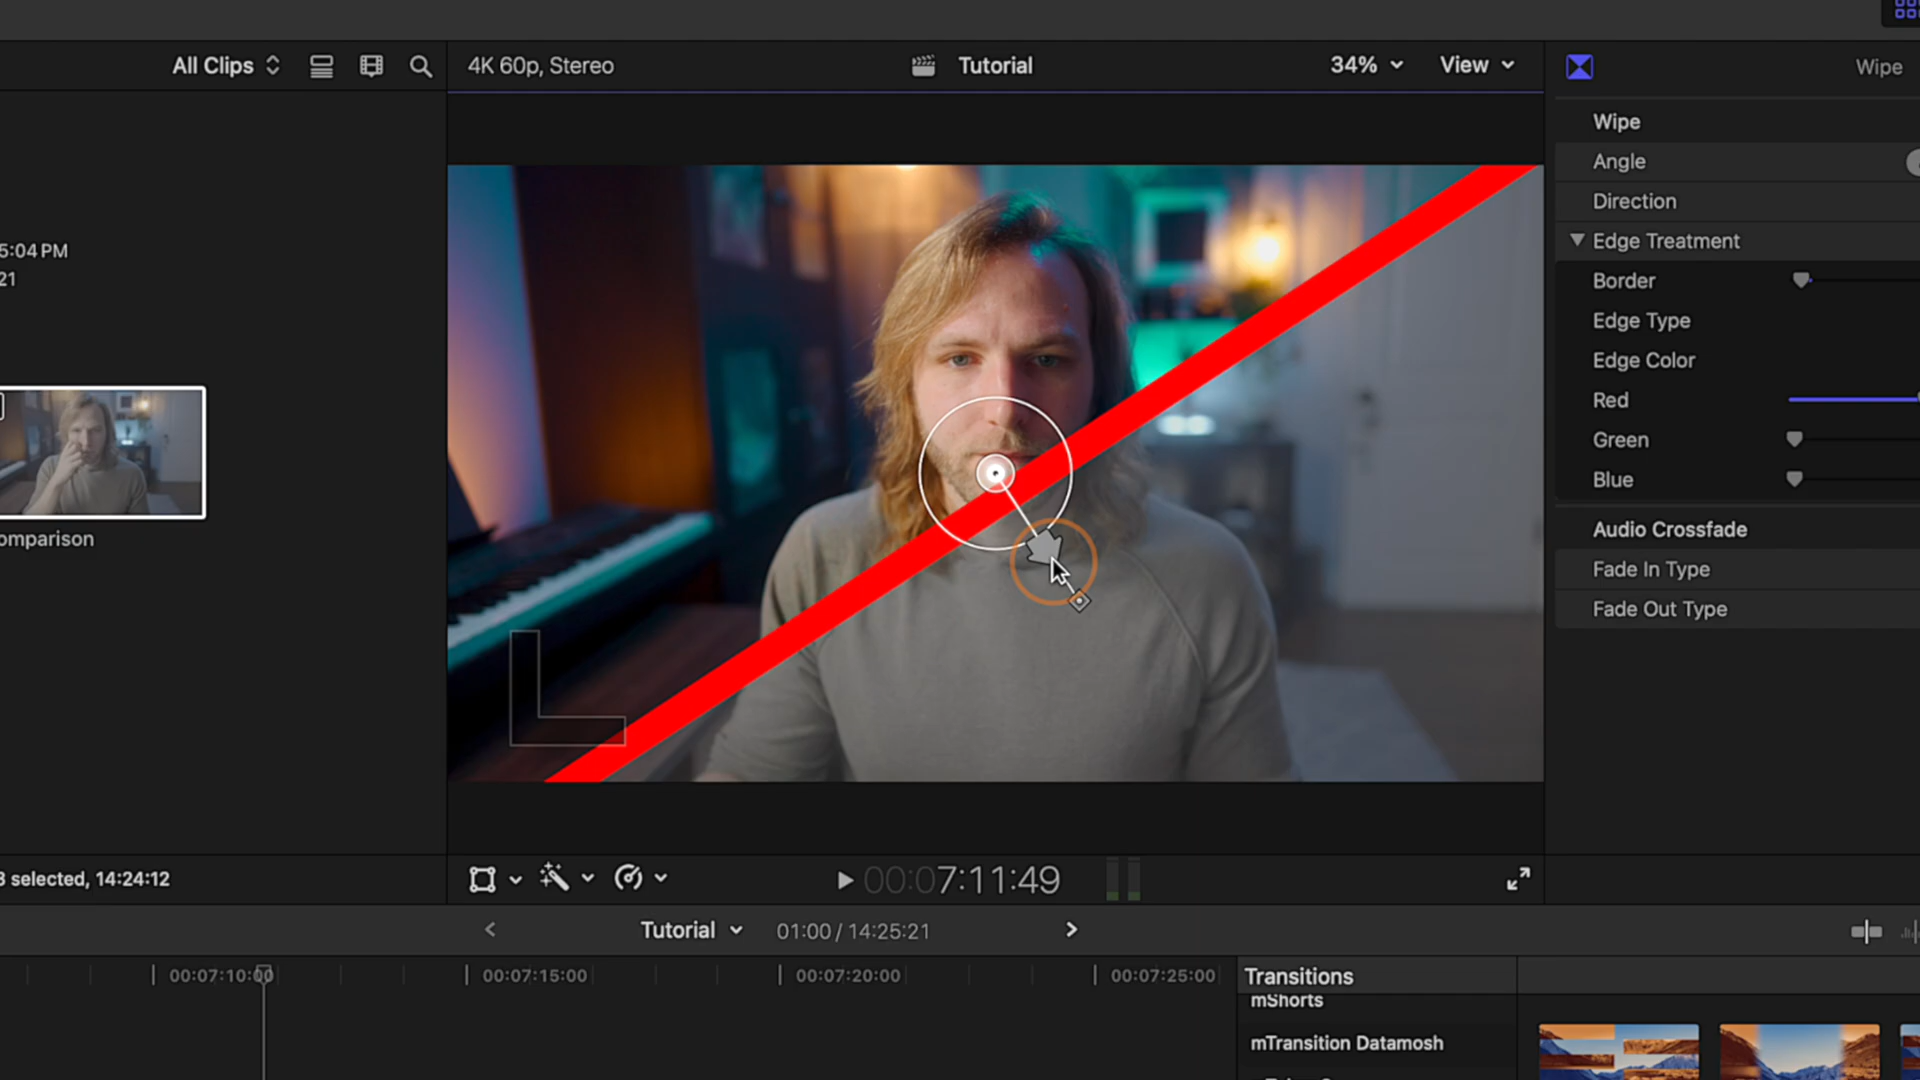 All Clips
4K 60p, Stereo
Tutorial
34%
View
Wipe
Wipe
Angle
Direction
Edge Treatment
Border
Edge Type
Edge Color
Red
Green
Blue
Audio Crossfade
Fade In Type
Fade Out Type
5:04 PM
21
omparison
3 selected, 14:24:12
00:07:11:49
Tutorial
01:00 / 14:25:21
00:07:10:00
00:07:15:00
00:07:20:00
00:07:25:00
Transitions
mShorts
mTransition Datamosh